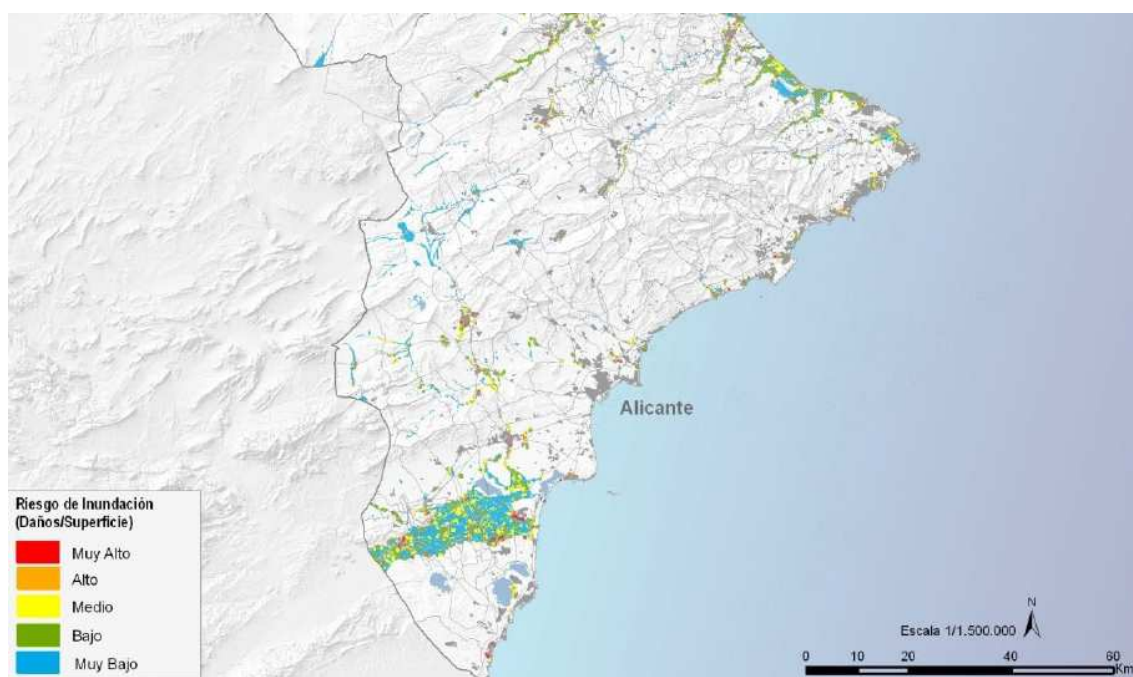 Alicante
Riesgo de Inundación
(Daños/Superficie)
Muy Alto
Alto
Medio
Bajo
Muy Bajo
Escala 1/1.500.000
N
0 10 20 40 60
Km